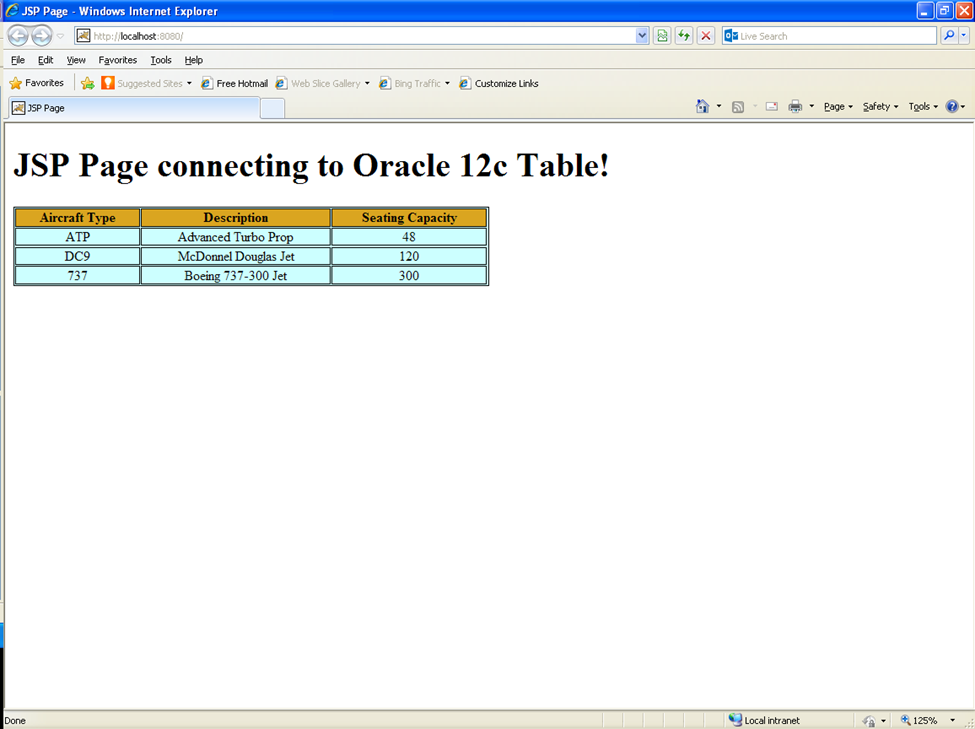 JSP Page - Windows Internet Explorer
http://localhost:8080/ Live Search
File Edit View Favorites Tools Help
Favorites Suggested Sites Free Hotmail Web Slice Gallery Bing Traffic Customize Links
JSP Page Page Safety Tools
JSP Page connecting to Oracle 12c Table!
Aircraft Type Description Seating Capacity
ATP Advanced Turbo Prop 48
DC9 McDonnel Douglas Jet 120
737 Boeing 737-300 Jet 300
Done Local intranet 125%